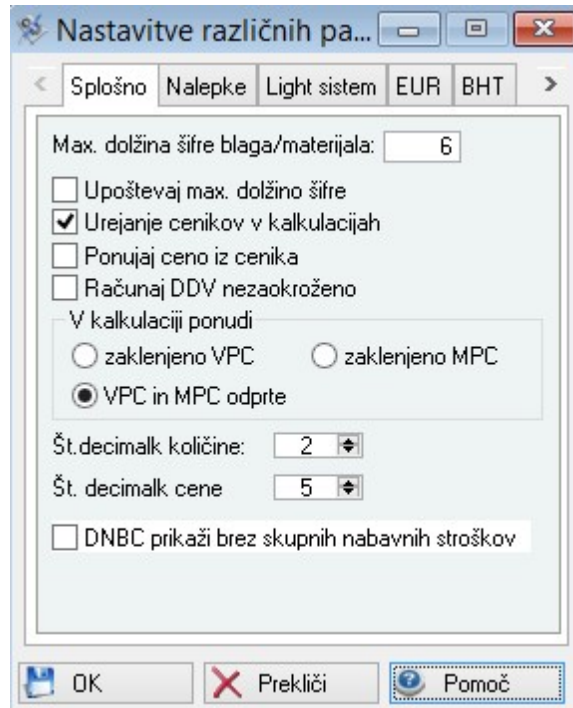 Nastavitve različnih pa...
Splošno Nalepke Light sistem EUR BHT
Max. dolžina šifre blaga/materijala: 6
Upoštevaj max. dolžino šifre
Urejanje cenikov v kalkulacijah
Ponujaj ceno iz cenika
Računaj DDV nezaokroženo
V kalkulaciji ponudi
zaklenjeno VPC zaklenjeno MPC
VPC in MPC odprte
Št.decimalk količine: 2
Št. decimalk cene 5
DNBC prikaži brez skupnih nabavnih stroškov
OK Prekliči Pomoč